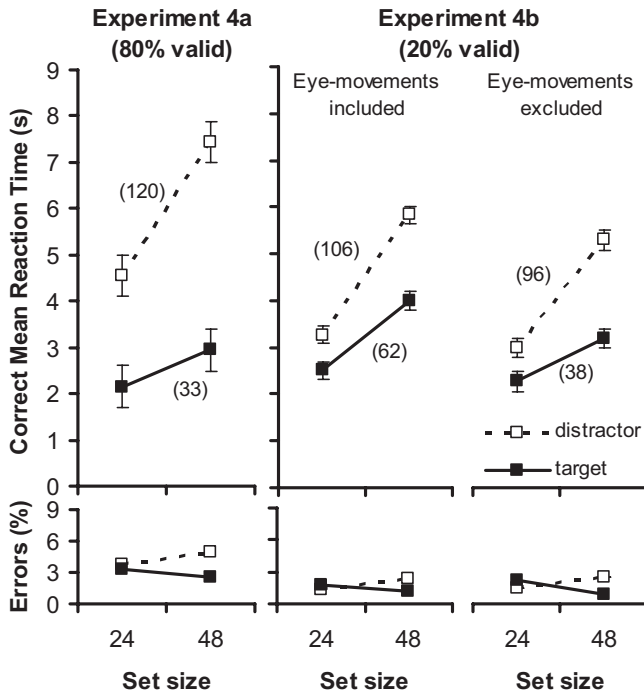 Experiment 4a
(80% valid)
Experiment 4b
(20% valid)
Eye-movements
included
Eye-movements
excluded
Correct Mean Reaction Time (s)
9
8
7
6
5
4
3
2
1
0
(120)
(33)
(106)
(62)
(96)
(38)
distractor
target
Errors (%)
9
6
3
0
24 48
24 48
24 48
Set size
Set size
Set size